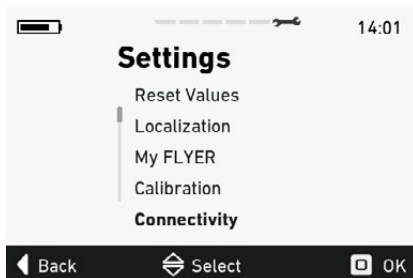 14:01
Settings
Reset Values
Localization
My FLYER
Calibration
Connectivity
Back Select OK